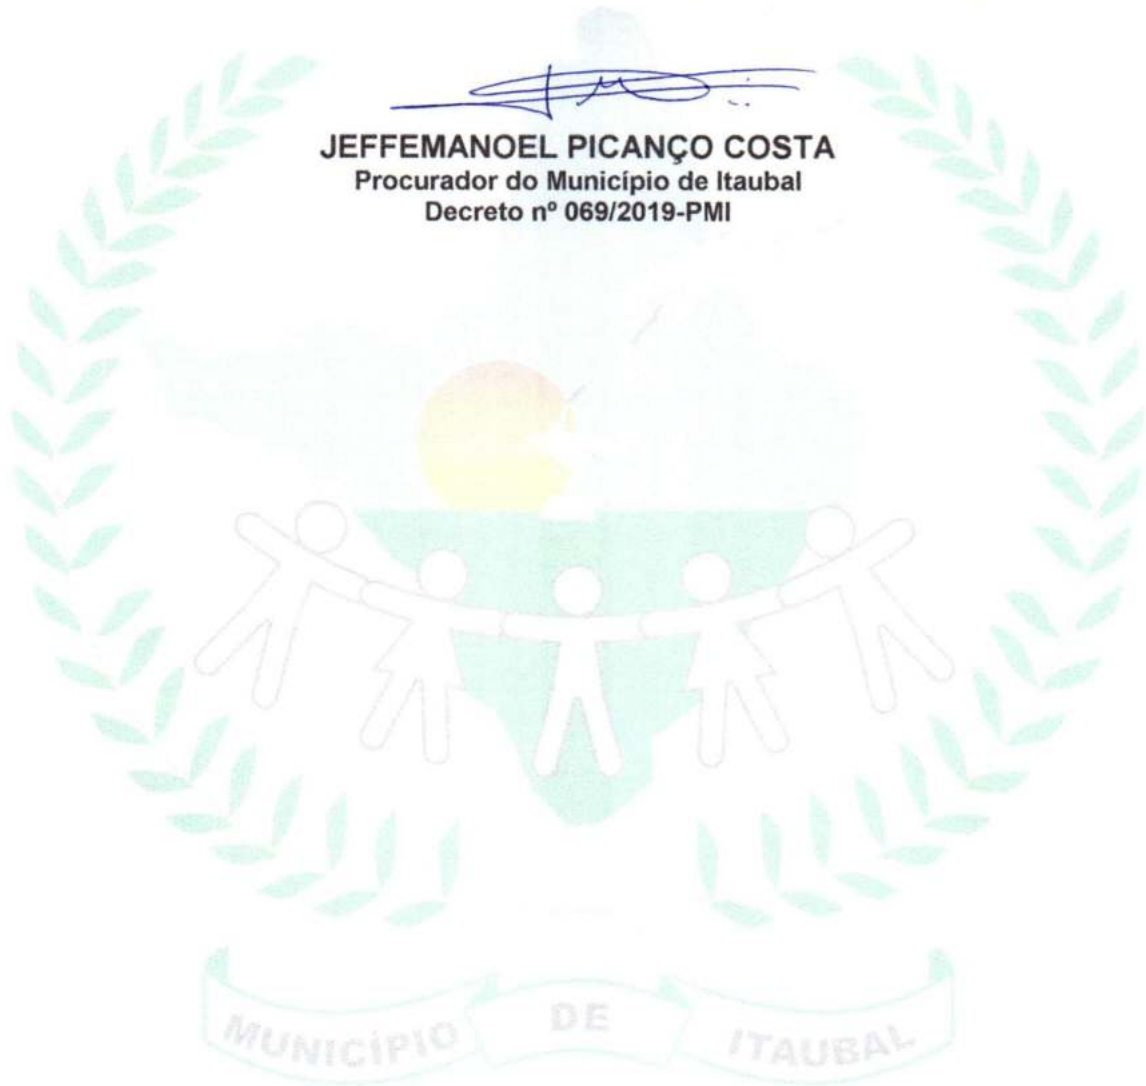 JEFFEMANOEL PICANÇO COSTA
Procurador do Município de Itaubal
Decreto nº 069/2019-PMI
MUNICÍPIO DE ITAUBAL